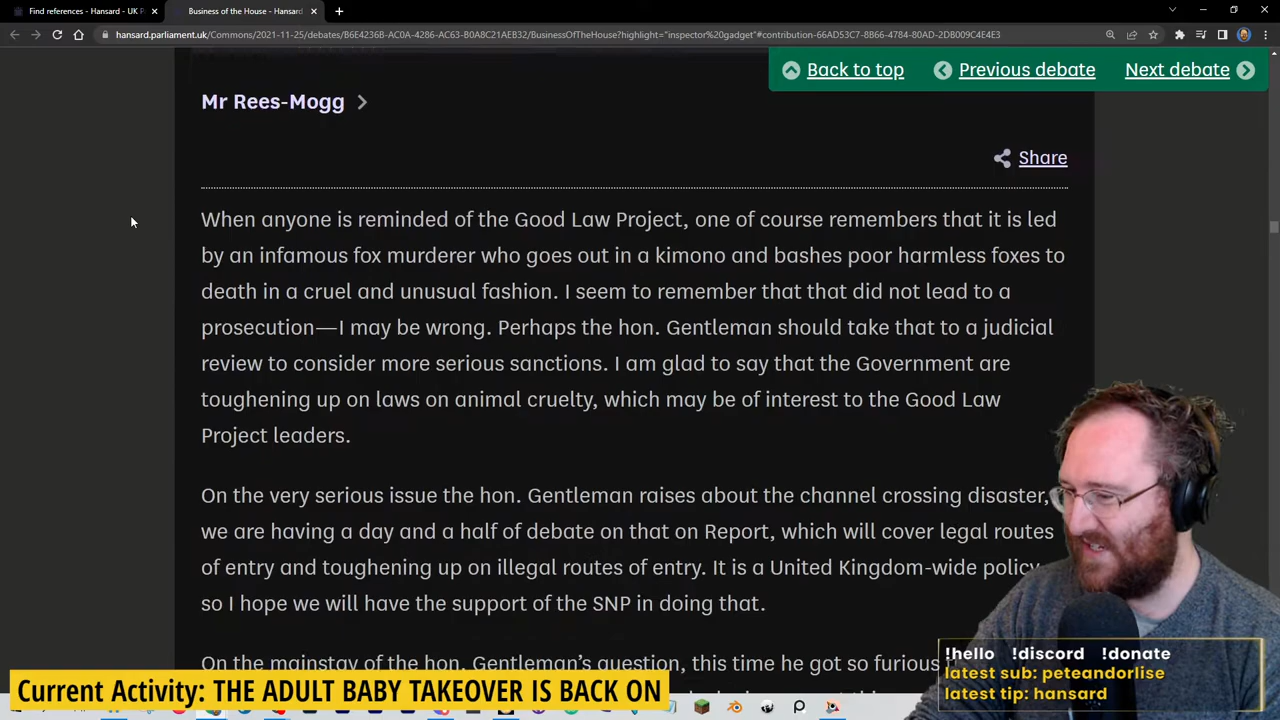 Find references - Hansard - UK P
Business of the House - Hansard
hansard.parliament.uk/Commons/2021-11-25/debates/B6E4236B-AC0A-4286-AC63-B0A8C21AEB32/BusinessOfTheHouse?highlight="inspector%20gadget"#contribution-66AD53C7-8B66-4784-80AD-2DB009C4E4E3
Back to top
Previous debate
Next debate
Mr Rees-Mogg
Share
When anyone is reminded of the Good Law Project, one of course remembers that it is led
by an infamous fox murderer who goes out in a kimono and bashes poor harmless foxes to
death in a cruel and unusual fashion. I seem to remember that that did not lead to a
prosecution—I may be wrong. Perhaps the hon. Gentleman should take that to a judicial
review to consider more serious sanctions. I am glad to say that the Government are
toughening up on laws on animal cruelty, which may be of interest to the Good Law
Project leaders.
On the very serious issue the hon. Gentleman raises about the channel crossing disaster,
we are having a day and a half of debate on that on Report, which will cover legal routes
of entry and toughening up on illegal routes of entry. It is a United Kingdom-wide policy
so I hope we will have the support of the SNP in doing that.
On the mainstay of the hon. Gentleman's question, this time he got so furious
Current Activity: THE ADULT BABY TAKEOVER IS BACK ON
!hello !discord !donate
latest sub: peteandorlise
latest tip: hansard